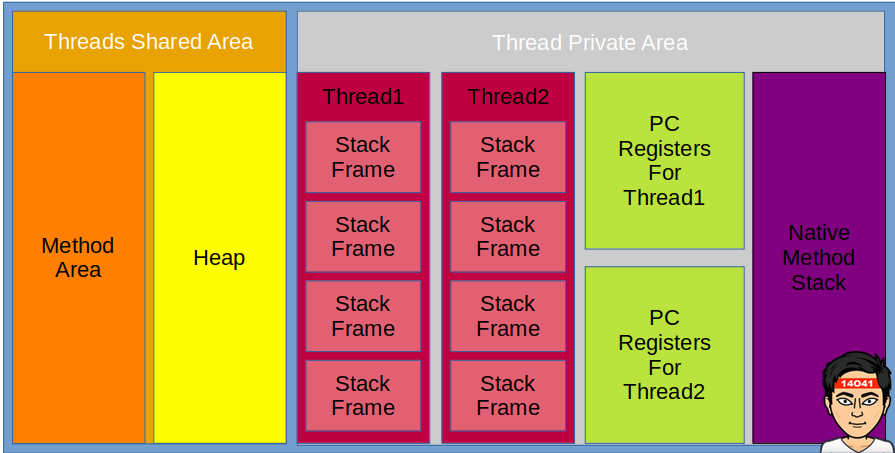 Threads Shared Area
Thread Private Area
Method
Area
Heap
Thread1
Stack
Frame
Stack
Frame
Stack
Frame
Stack
Frame
Thread2
Stack
Frame
Stack
Frame
Stack
Frame
Stack
Frame
PC
Registers
For
Thread1
PC
Registers
For
Thread2
Native
Method
Stack
14041